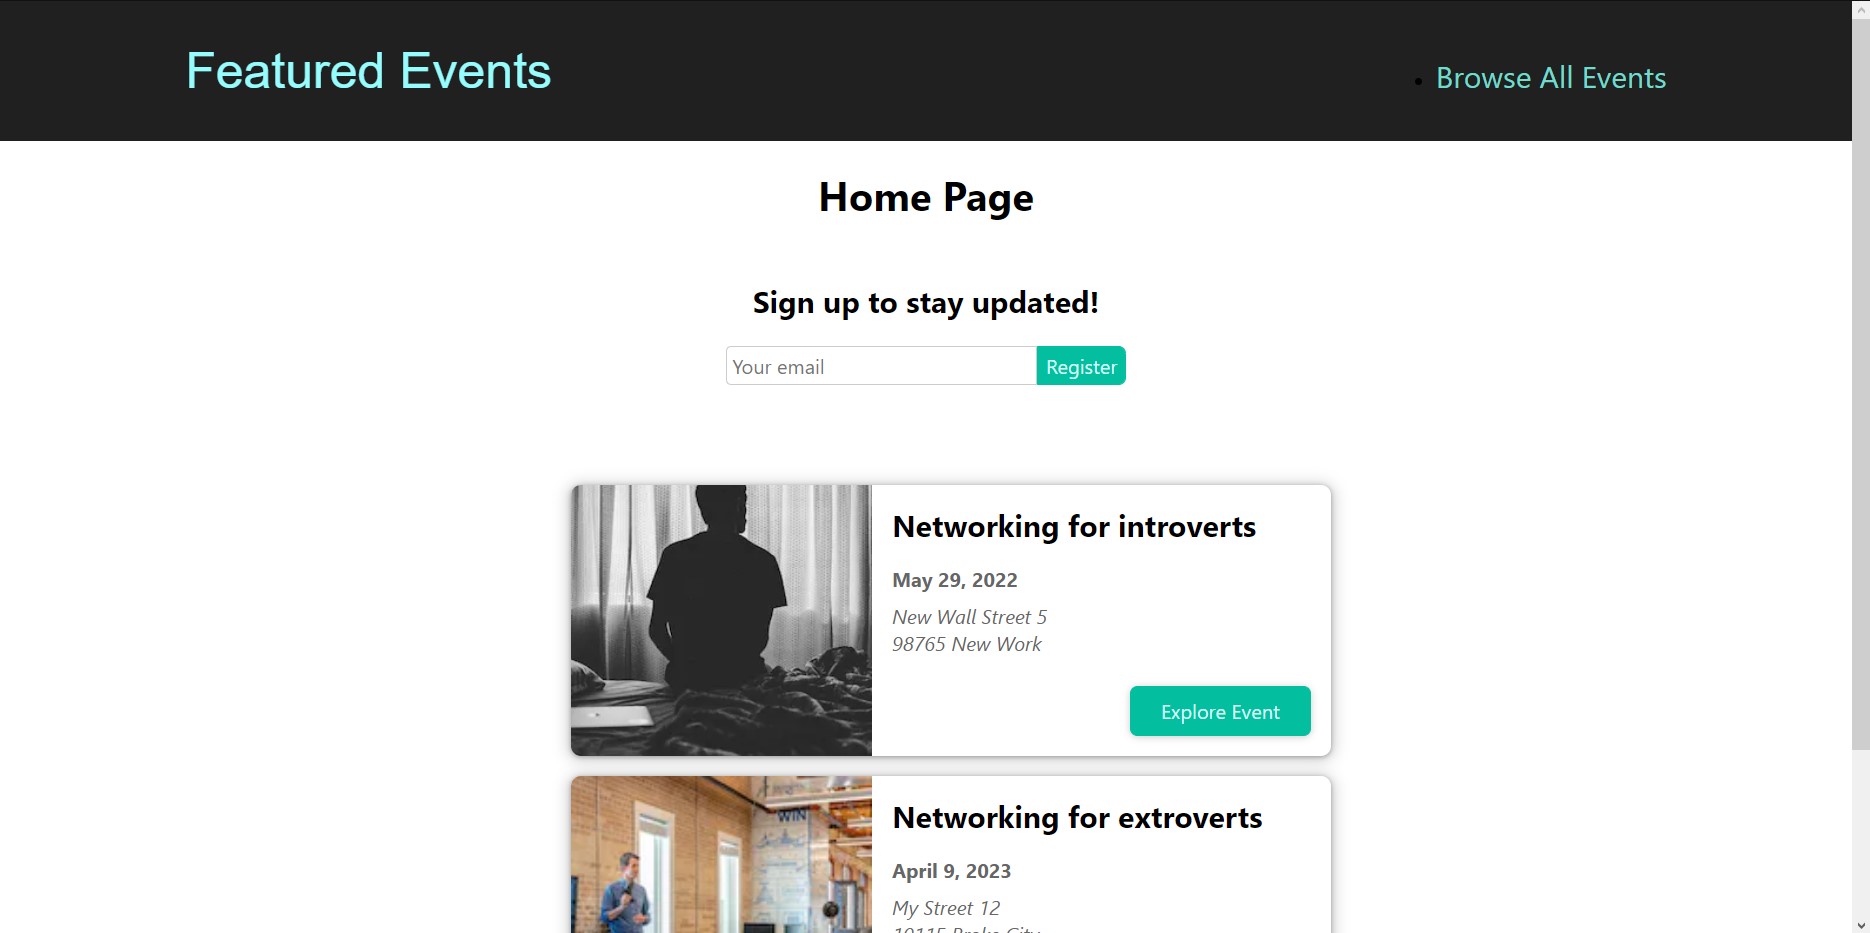 Featured Events
Browse All Events
Home Page
Sign up to stay updated!
Your email
Register
Networking for introverts
May 29, 2022
New Wall Street 5
98765 New Work
Explore Event
WIN
Networking for extroverts
April 9, 2023
My Street 12